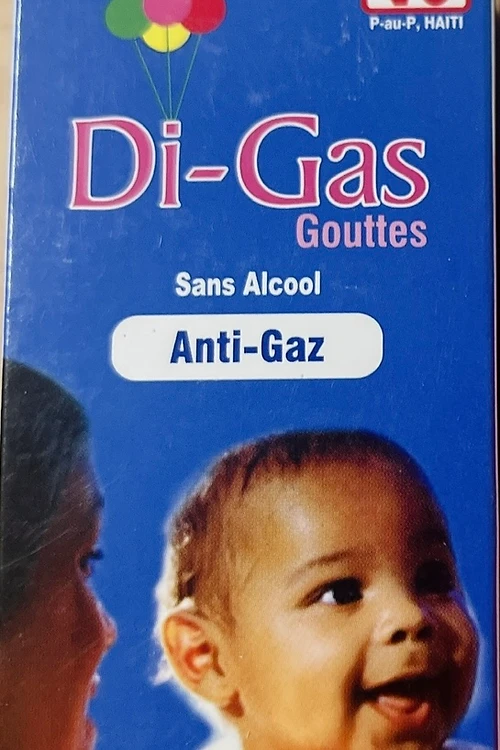 P-au-P, HAITI
Di-Gas
Gouttes
Sans Alcool
Anti-Gaz